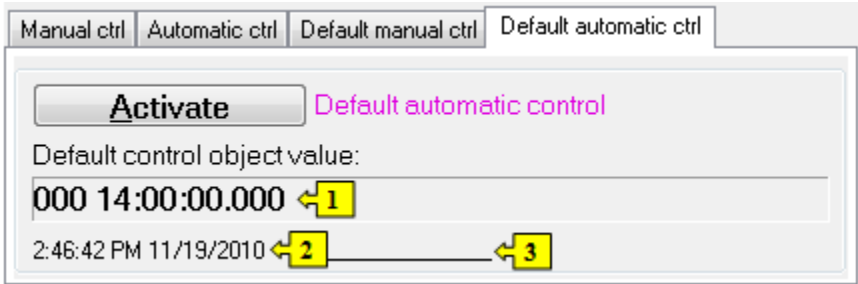 Manual ctrl Automatic ctrl Default manual ctrl Default automatic ctrl
Activate Default automatic control
Default control object value:
000 14:00:00.000 1
2:46:42 PM 11/19/2010 2 3